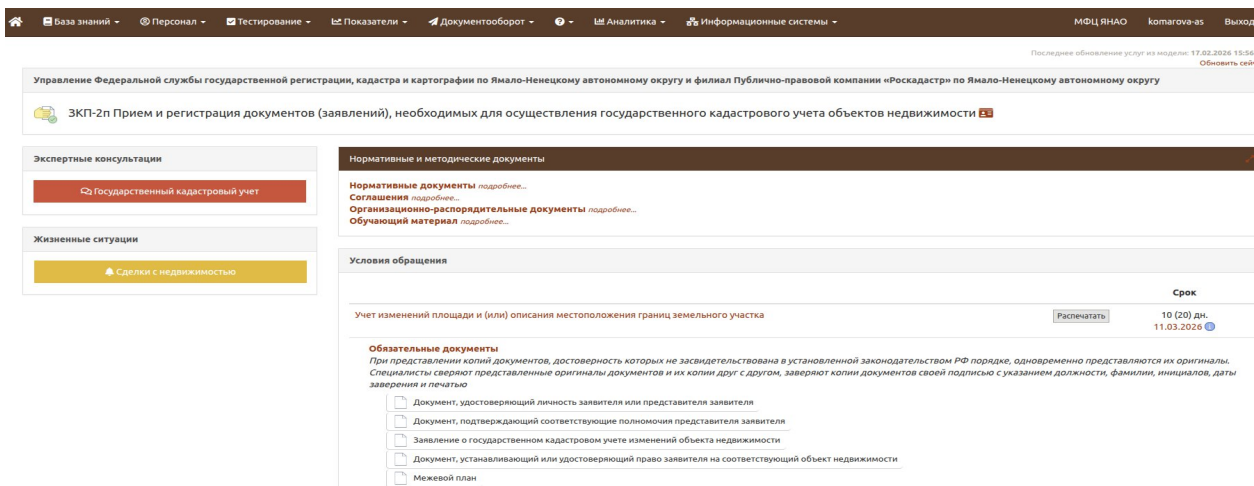 База знаний Персонал Тестирование Показатели Документооборот Аналитика Информационные системы МФЦ ЯНАО komarova-as Выход
Последнее обновление услуг из модели: 17.02.2026 15:56
Обновить сейч
Управление Федеральной службы государственной регистрации, кадастра и картографии по Ямало-Ненецкому автономному округу и филиал Публично-правовой компании «Роскадастр» по Ямало-Ненецкому автономному округу
ЗКП-2п Прием и регистрация документов (заявлений), необходимых для осуществления государственного кадастрового учета объектов недвижимости
Экспертные консультации
Государственный кадастровый учет
Жизненные ситуации
Сделки с недвижимостью
Нормативные и методические документы
Нормативные документы подробнее...
Соглашения подробнее...
Организационно-распорядительные документы подробнее...
Обучающий материал подробнее...
Условия обращения
Срок
Учет изменений площади и (или) описания местоположения границ земельного участка Распечатать 10 (20) дн.
11.03.2026
Обязательные документы
При представлении копий документов, достоверность которых не засвидетельствована в установленной законодательством РФ порядке, одновременно представляются их оригиналы.
Специалисты сверяют представленные оригиналы документов и их копии друг с другом, заверяют копии документов своей подписью с указанием должности, фамилии, инициалов, даты
заверения и печатью
Документ, удостоверяющий личность заявителя или представителя заявителя
Документ, подтверждающий соответствующие полномочия представителя заявителя
Заявление о государственном кадастровом учете изменений объекта недвижимости
Документ, устанавливающий или удостоверяющий право заявителя на соответствующий объект недвижимости
Межевой план